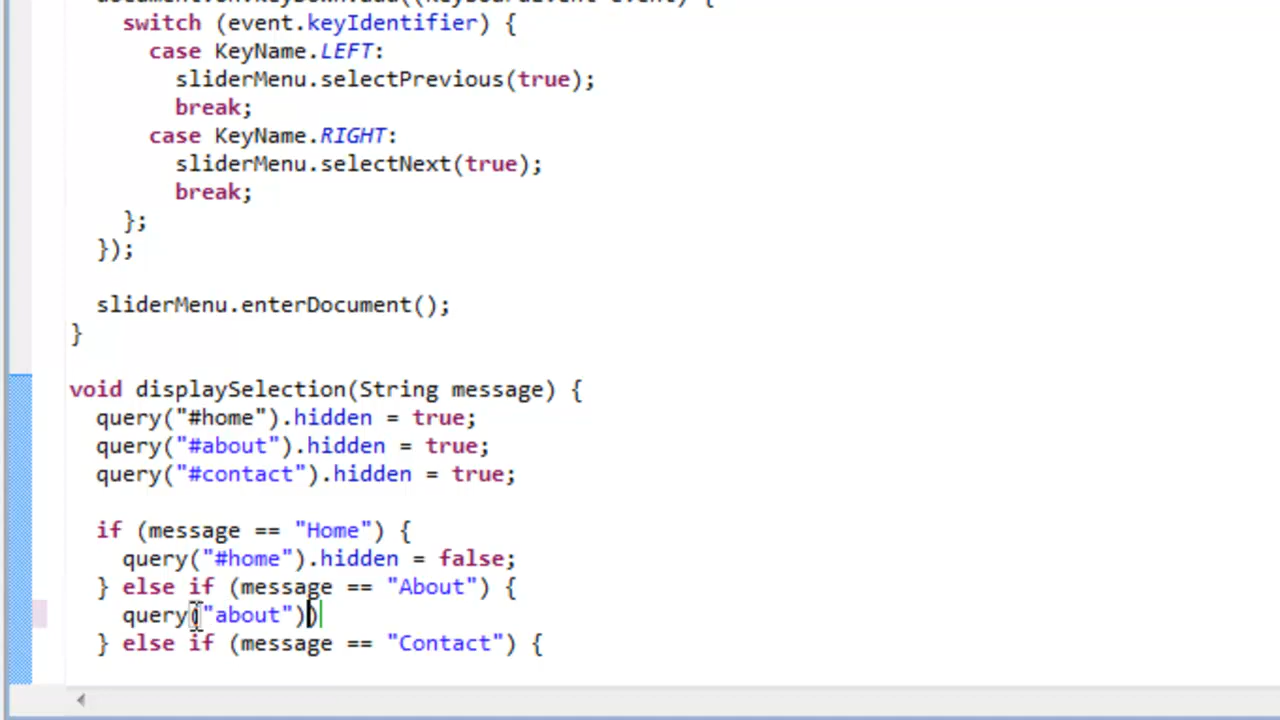 switch (event.keyIdentifier) {
case KeyName.LEFT:
sliderMenu.selectPrevious(true);
break;
case KeyName.RIGHT:
sliderMenu.selectNext(true);
break;
};
});
sliderMenu.enterDocument();
}
void displaySelection(String message) {
query("#home").hidden = true;
query("#about").hidden = true;
query("#contact").hidden = true;
if (message == "Home") {
query("#home").hidden = false;
} else if (message == "About") {
query("about"))
} else if (message == "Contact") {